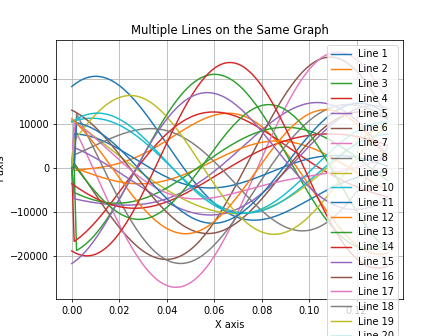 Multiple Lines on the Same Graph
20000
10000
0
−10000
−20000
0.00
0.02
0.04
0.06
0.08
0.10
X axis
Line 1
Line 2
Line 3
Line 4
Line 5
Line 6
Line 7
Line 8
Line 9
Line 10
Line 11
Line 12
Line 13
Line 14
Line 15
Line 16
Line 17
Line 18
Line 19
Line 20